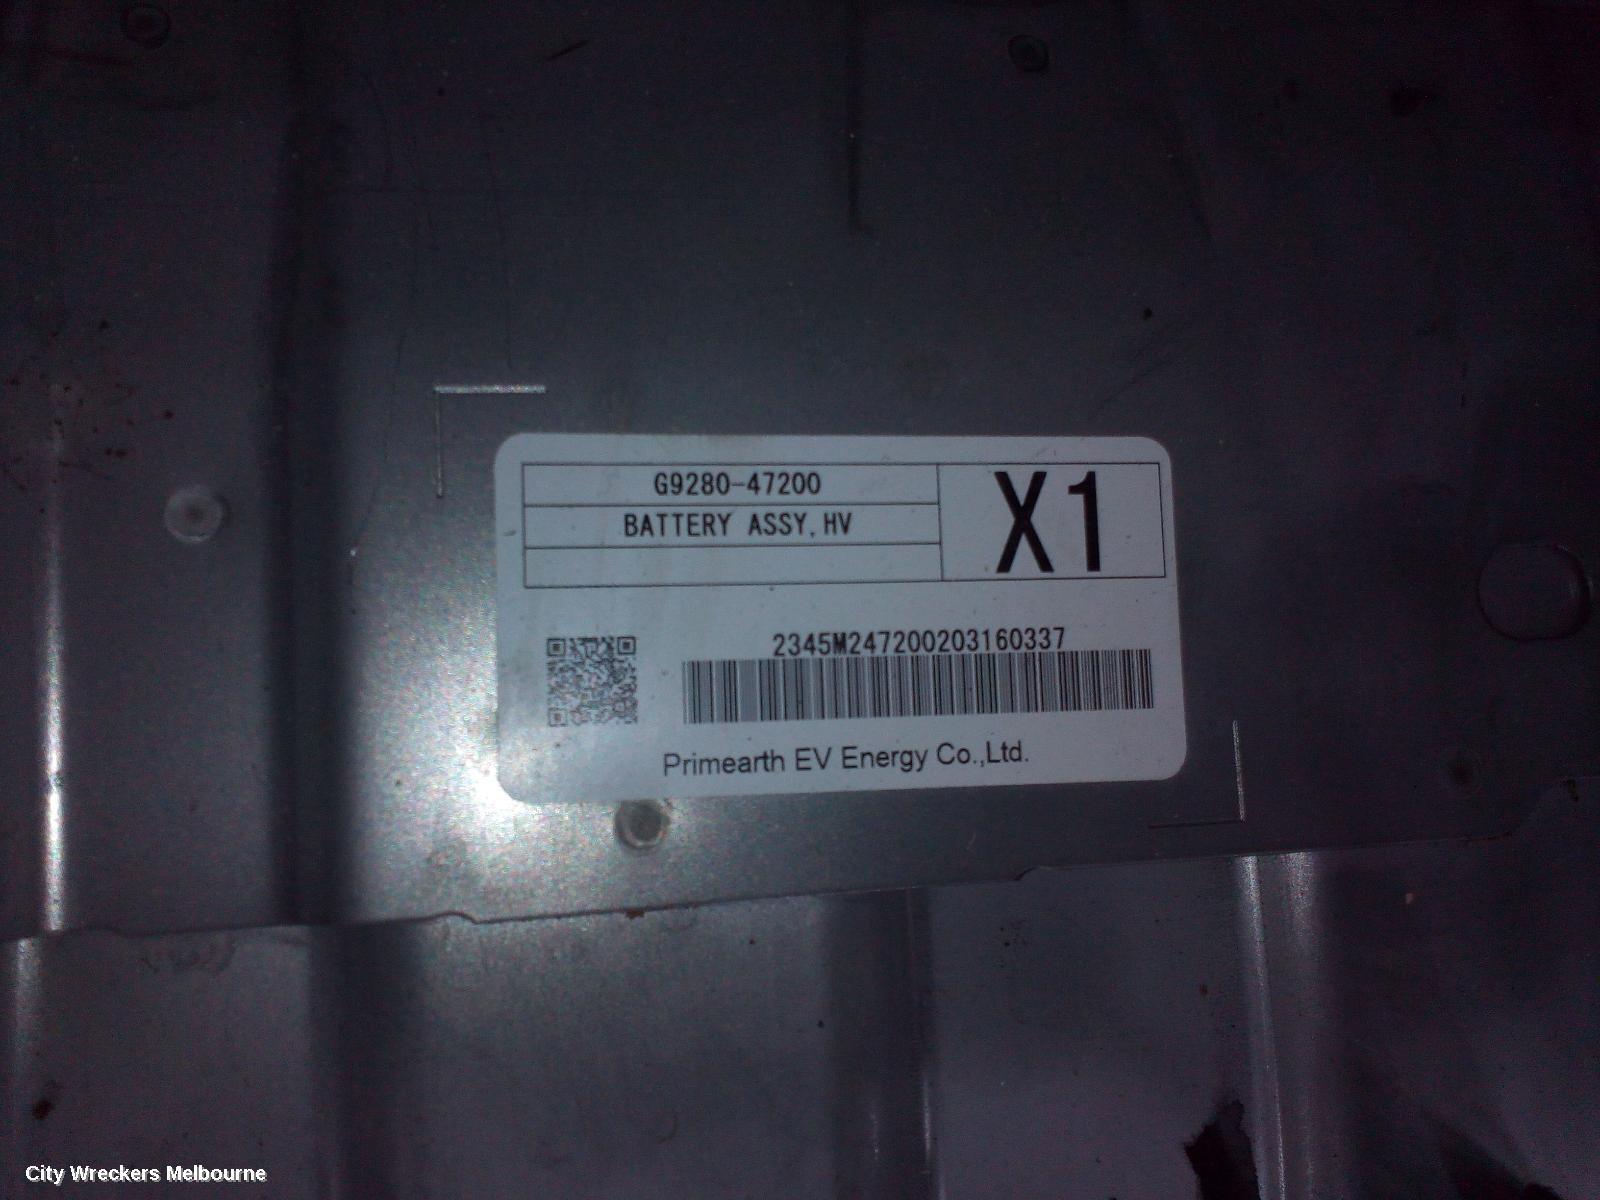 G9280-47200
BATTERY ASSY, HV
X1
2345M247200203160337
Primearth EV Energy Co.,Ltd.
City Wreckers Melbourne